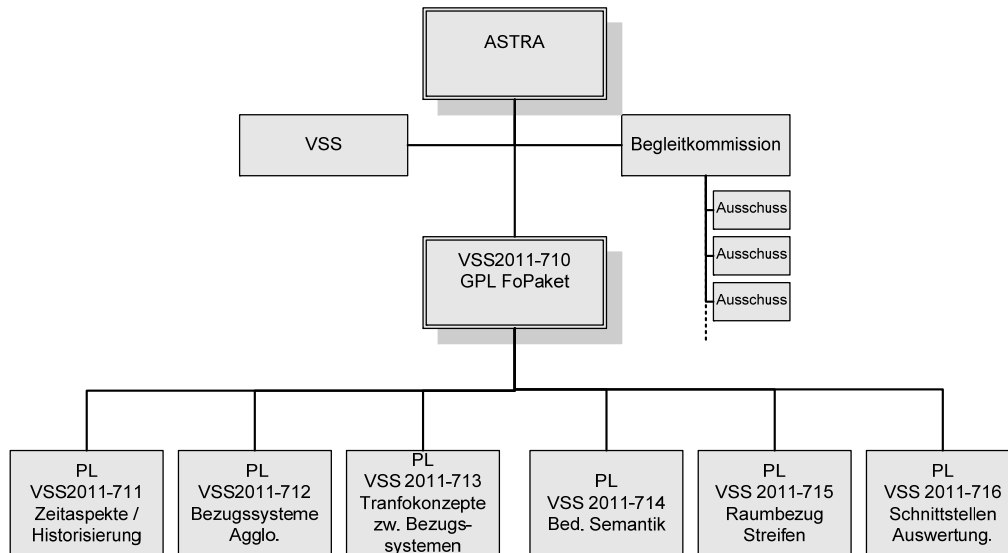 ASTRA
VSS
Begleitkommission
Ausschuss
Ausschuss
Ausschuss
VSS2011-710
GPL FoPaket
PL
VSS2011-711
Zeitaspekte /
Historisierung
PL
VSS2011-712
Bezugssysteme
Agglo.
PL
VSS 2011-713
Tranfokonzepte
zw. Bezugs-
systemen
PL
VSS 2011-714
Bed. Semantik
PL
VSS 2011-715
Raumbezug
Streifen
PL
VSS 2011-716
Schnittstellen
Auswertung.